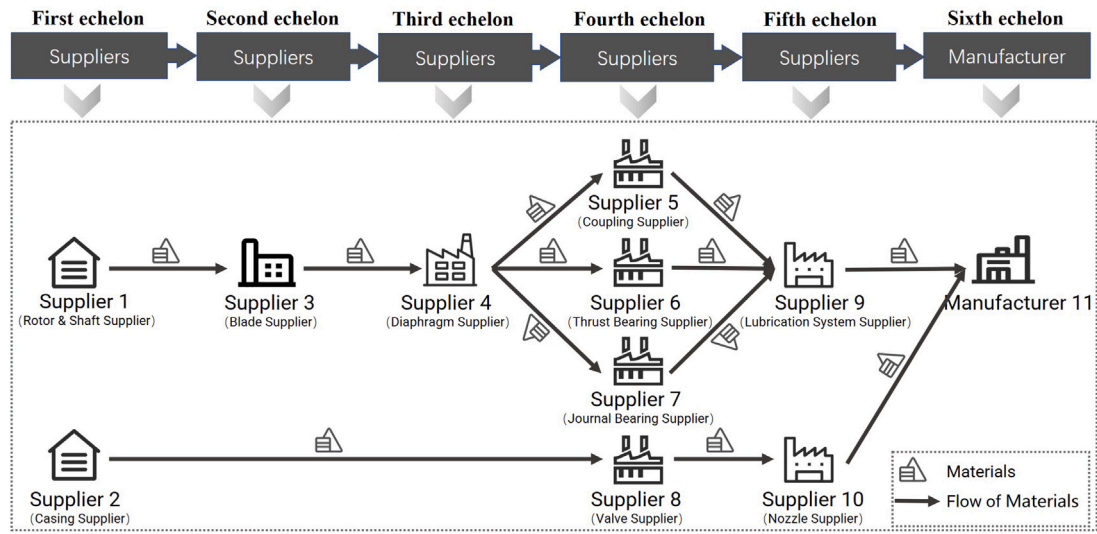 First echelon
Second echelon
Third echelon
Fourth echelon
Fifth echelon
Sixth echelon
Suppliers
Suppliers
Suppliers
Suppliers
Suppliers
Manufacturer
Supplier 5
(Coupling Supplier)
Supplier 1
(Rotor & Shaft Supplier)
Supplier 3
(Blade Supplier)
Supplier 4
(Diaphragm Supplier)
Supplier 6
(Thrust Bearing Supplier)
Supplier 9
(Lubrication System Supplier)
Manufacturer 11
Supplier 7
(Journal Bearing Supplier)
Supplier 2
(Casing Supplier)
Supplier 8
(Valve Supplier)
Supplier 10
(Nozzle Supplier)
Materials
Flow of Materials